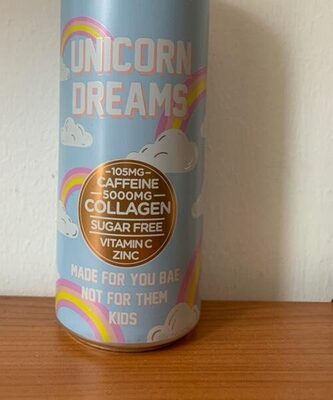 UNICORN
DREAMS
105MG
CAFFEINE
5000MG
COLLAGEN
SUGAR FREE
VITAMIN C
ZINC
MADE FOR YOU BAE
NOT FOR THEM
KIDS